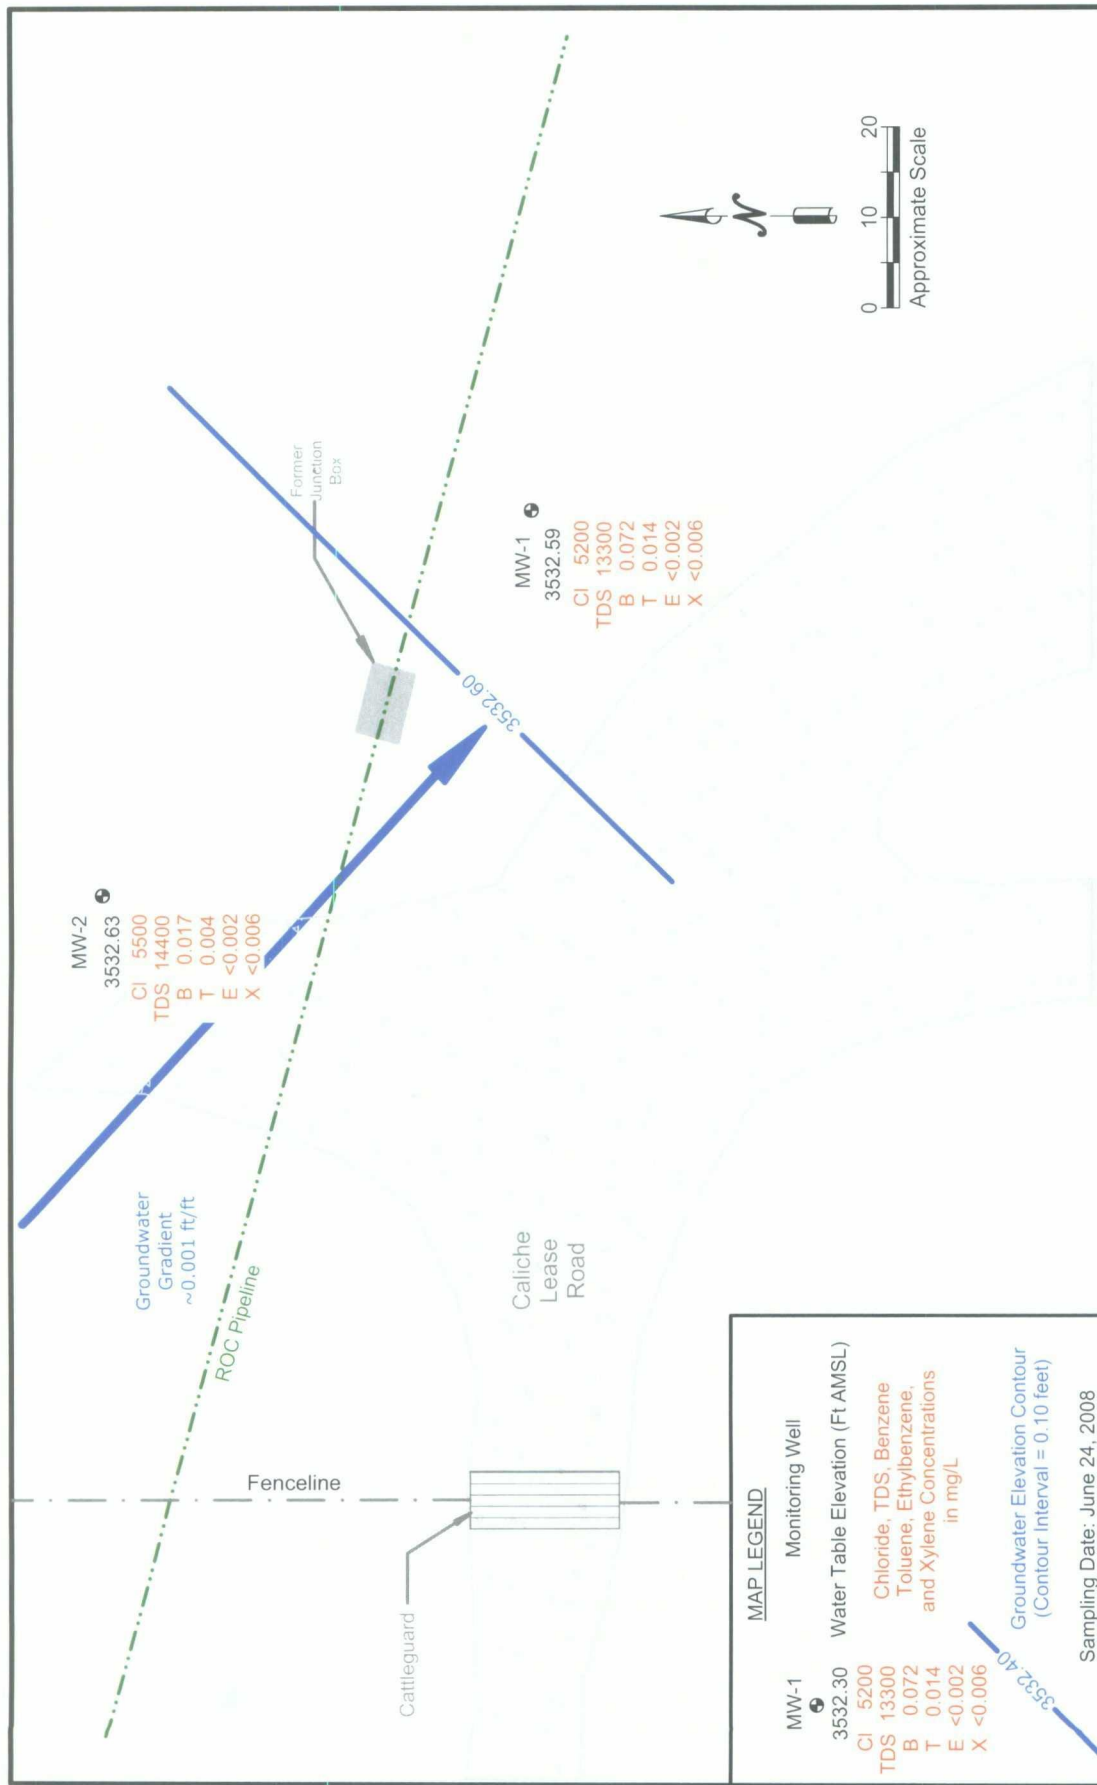 MW-2
3532.63
Cl 5500
TDS 14400
B 0.017
T 0.004
E <0.002
X <0.006
Groundwater
Gradient
~0.001 ft/ft
ROC Pipeline
Former
Junction
Box
3532.60
MW-1
3532.59
Cl 5200
TDS 13300
B 0.072
T 0.014
E <0.002
X <0.006
Fenceline
Caliche
Lease
Road
Cattleguard
N
0 10 20
Approximate Scale
MAP LEGEND
MW-1 Monitoring Well
3532.30 Water Table Elevation (Ft AMSL)
Cl 5200
TDS 13300
B 0.072
T 0.014
E <0.002
X <0.006
Chloride, TDS, Benzene
Toluene, Ethylbenzene,
and Xylene Concentrations
in mg/L
3532.40
Groundwater Elevation Contour
(Contour Interval = 0.10 feet)
Sampling Date: June 24, 2008